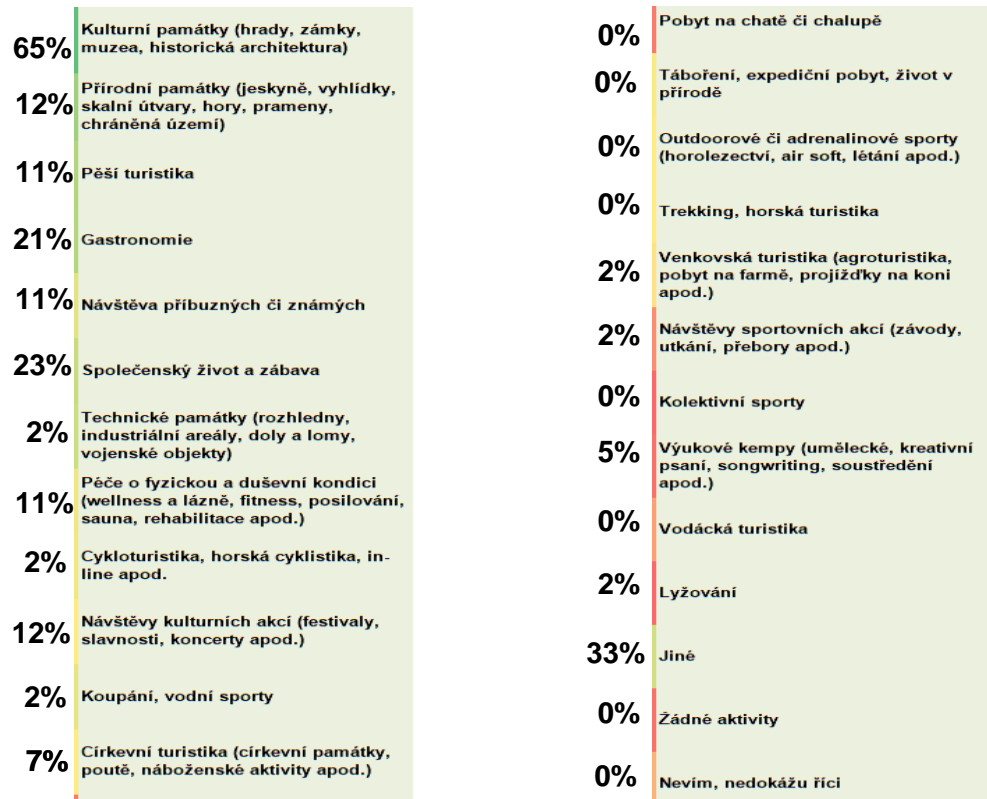 65% Kulturní památky (hrady, zámky,
muzea, historická architektura)
12% Přírodní památky (jeskyně, vyhlídky,
skalní útvary, hory, prameny,
chráněná území)
11% Pěší turistika
21% Gastronomie
11% Návštěva příbuzných či známých
23% Společenský život a zábava
2% Technické památky (rozhledny,
industriální areály, doly a lomy,
vojenské objekty)
11% Péče o fyzickou a duševní kondici
(wellness a lázně, fitness, posilování,
sauna, rehabilitace apod.)
2% Cykloturistika, horská cyklistika, in-
line apod.
12% Návštěvy kulturních akcí (festivaly,
slavnosti, koncerty apod.)
2% Koupání, vodní sporty
7% Církevní turistika (církevní památky,
poutě, náboženské aktivity apod.)
0% Pobyt na chatě či chalupě
0% Táboření, expediční pobyt, život v
přírodě
0% Outdoorové či adrenalinové sporty
(horolezectví, air soft, létání apod.)
0% Trekking, horská turistika
2% Venkovská turistika (agroturistika,
pobyt na farmě, projížďky na koni
apod.)
2% Návštěvy sportovních akcí (závody,
utkání, přebory apod.)
0% Kolektivní sporty
5% Výukové kempy (umělecké, kreativní
psaní, songwriting, soustředění
apod.)
0% Vodácká turistika
2% Lyžování
33% Jiné
0% Žádné aktivity
0% Nevím, nedokážu říci